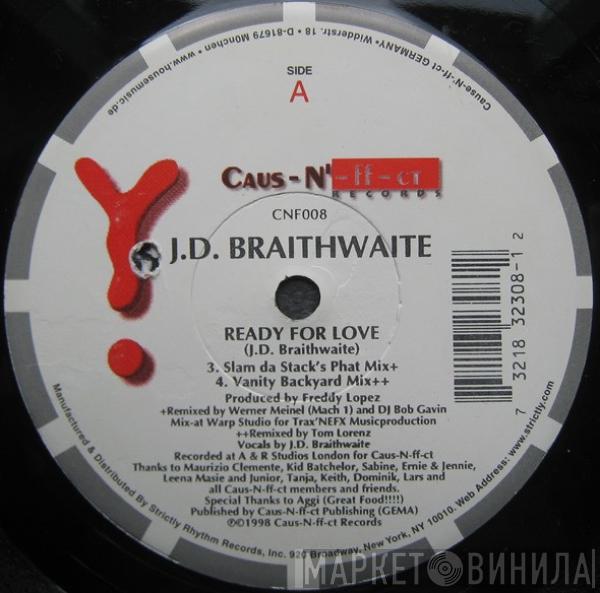 Cause-N'-ff-ct GERMANY • Widderstr. 18 • D-81679 München • www.housemusic.de
SIDE
A
CAUS-N'-ff-CT
RECORDS
CNF008
Y!
J.D. BRAITHWAITE
READY FOR LOVE
(J.D. Braithwaite)
3. Slam da Stack's Phat Mix+
4. Vanity Backyard Mix++
Produced by Freddy Lopez
+Remixed by Werner Meinel (Mach 1) and DJ Bob Gavin
Mix-at Warp Studio for Trax'NEFX Musicproduction
++Remixed by Tom Lorenz
Vocals by J.D. Braithwaite
Recorded at A & R Studios London for Caus-N-ff-ct
Thanks to Maurizio Clemente, Kid Batchelor, Sabine, Ernie & Jennie,
Leena Masie and Junior, Tanja, Keith, Dominik, Lars and
all Caus-N-ff-ct members and friends.
Special Thanks to Aggi (Great Food!!!!)
Published by Caus-N-ff-ct Publishing (GEMA)
℗©1998 Caus-N-ff-ct Records
7 3218 32308-1 2
Manufactured & Distributed By Strictly Rhythm Records, Inc. 920 Broadway, New York, NY, 10010. Web Address: www.strictly.com
МАРКЕТ ВИНИЛА